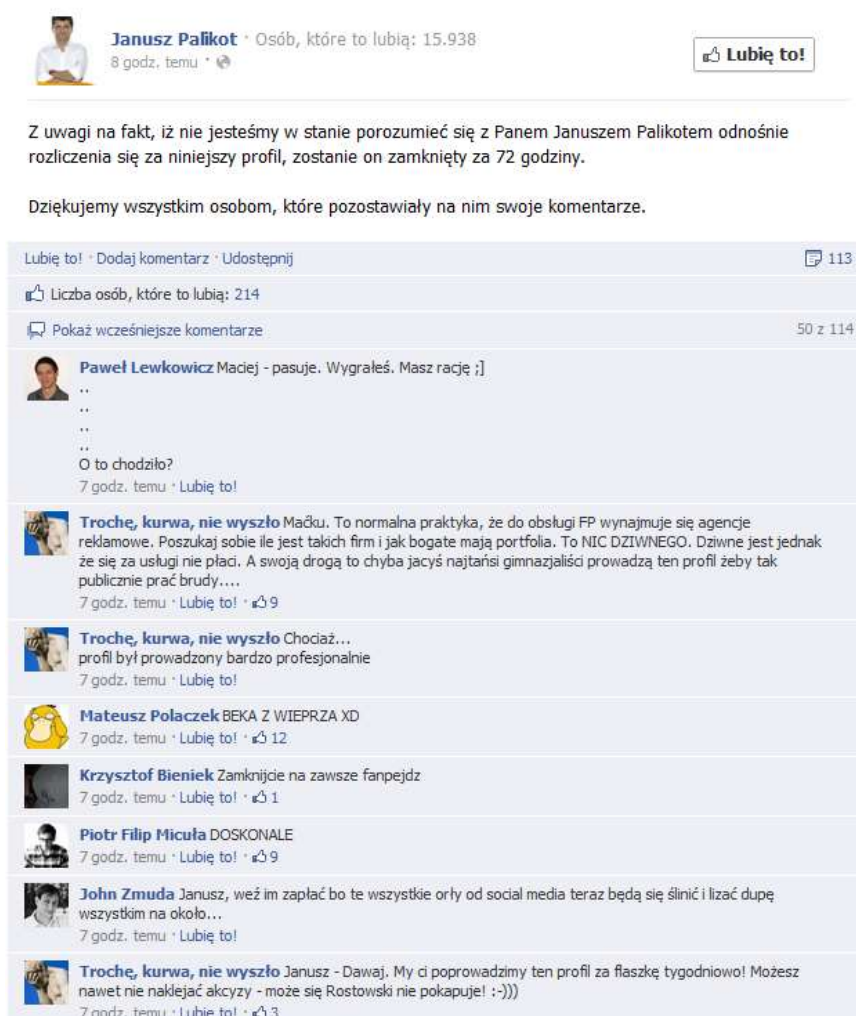 Janusz Palikot · Osób, które to lubią: 15.938
8 godz. temu ·
Lubię to!
Z uwagi na fakt, iż nie jesteśmy w stanie porozumieć się z Panem Januszem Palikotem odnośnie
rozliczenia się za niniejszy profil, zostanie on zamknięty za 72 godziny.
Dziękujemy wszystkim osobom, które pozostawiały na nim swoje komentarze.
Lubię to! · Dodaj komentarz · Udostępnij 113
Liczba osób, które to lubią: 214
Pokaż wcześniejsze komentarze 50 z 114
Paweł Lewkowicz Maciej - pasuje. Wygrałeś. Masz rację ;]
..
..
..
..
O to chodziło?
7 godz. temu · Lubię to!
Trochę, kurwa, nie wyszło Maćku. To normalna praktyka, że do obsługi FP wynajmuje się agencje
reklamowe. Poszukaj sobie ile jest takich firm i jak bogate mają portfolia. To NIC DZIWNEGO. Dziwne jest jednak
że się za usługi nie płaci. A swoją drogą to chyba jacyś najtańsi gimnazjaliści prowadzą ten profil żeby tak
publicznie prać brudy....
7 godz. temu · Lubię to! · 9
Trochę, kurwa, nie wyszło Chociaż...
profil był prowadzony bardzo profesjonalnie
7 godz. temu · Lubię to!
Mateusz Polaczek BEKA Z WIEPRZA XD
7 godz. temu · Lubię to! · 12
Krzysztof Bieniek Zamknijcie na zawsze fanpejdz
7 godz. temu · Lubię to! · 1
Piotr Filip Micuła DOSKONALE
7 godz. temu · Lubię to! · 9
John Zmuda Janusz, weź im zapłać bo te wszystkie orły od social media teraz będą się ślinić i lizać dupę
wszystkim na około...
7 godz. temu · Lubię to!
Trochę, kurwa, nie wyszło Janusz - Dawaj. My ci poprowadzimy ten profil za flaszkę tygodniowo! Możesz
nawet nie naklejać akcyzy - może się Rostowski nie pokapuje! :-)))
7 godz. temu · Lubię to! · 3